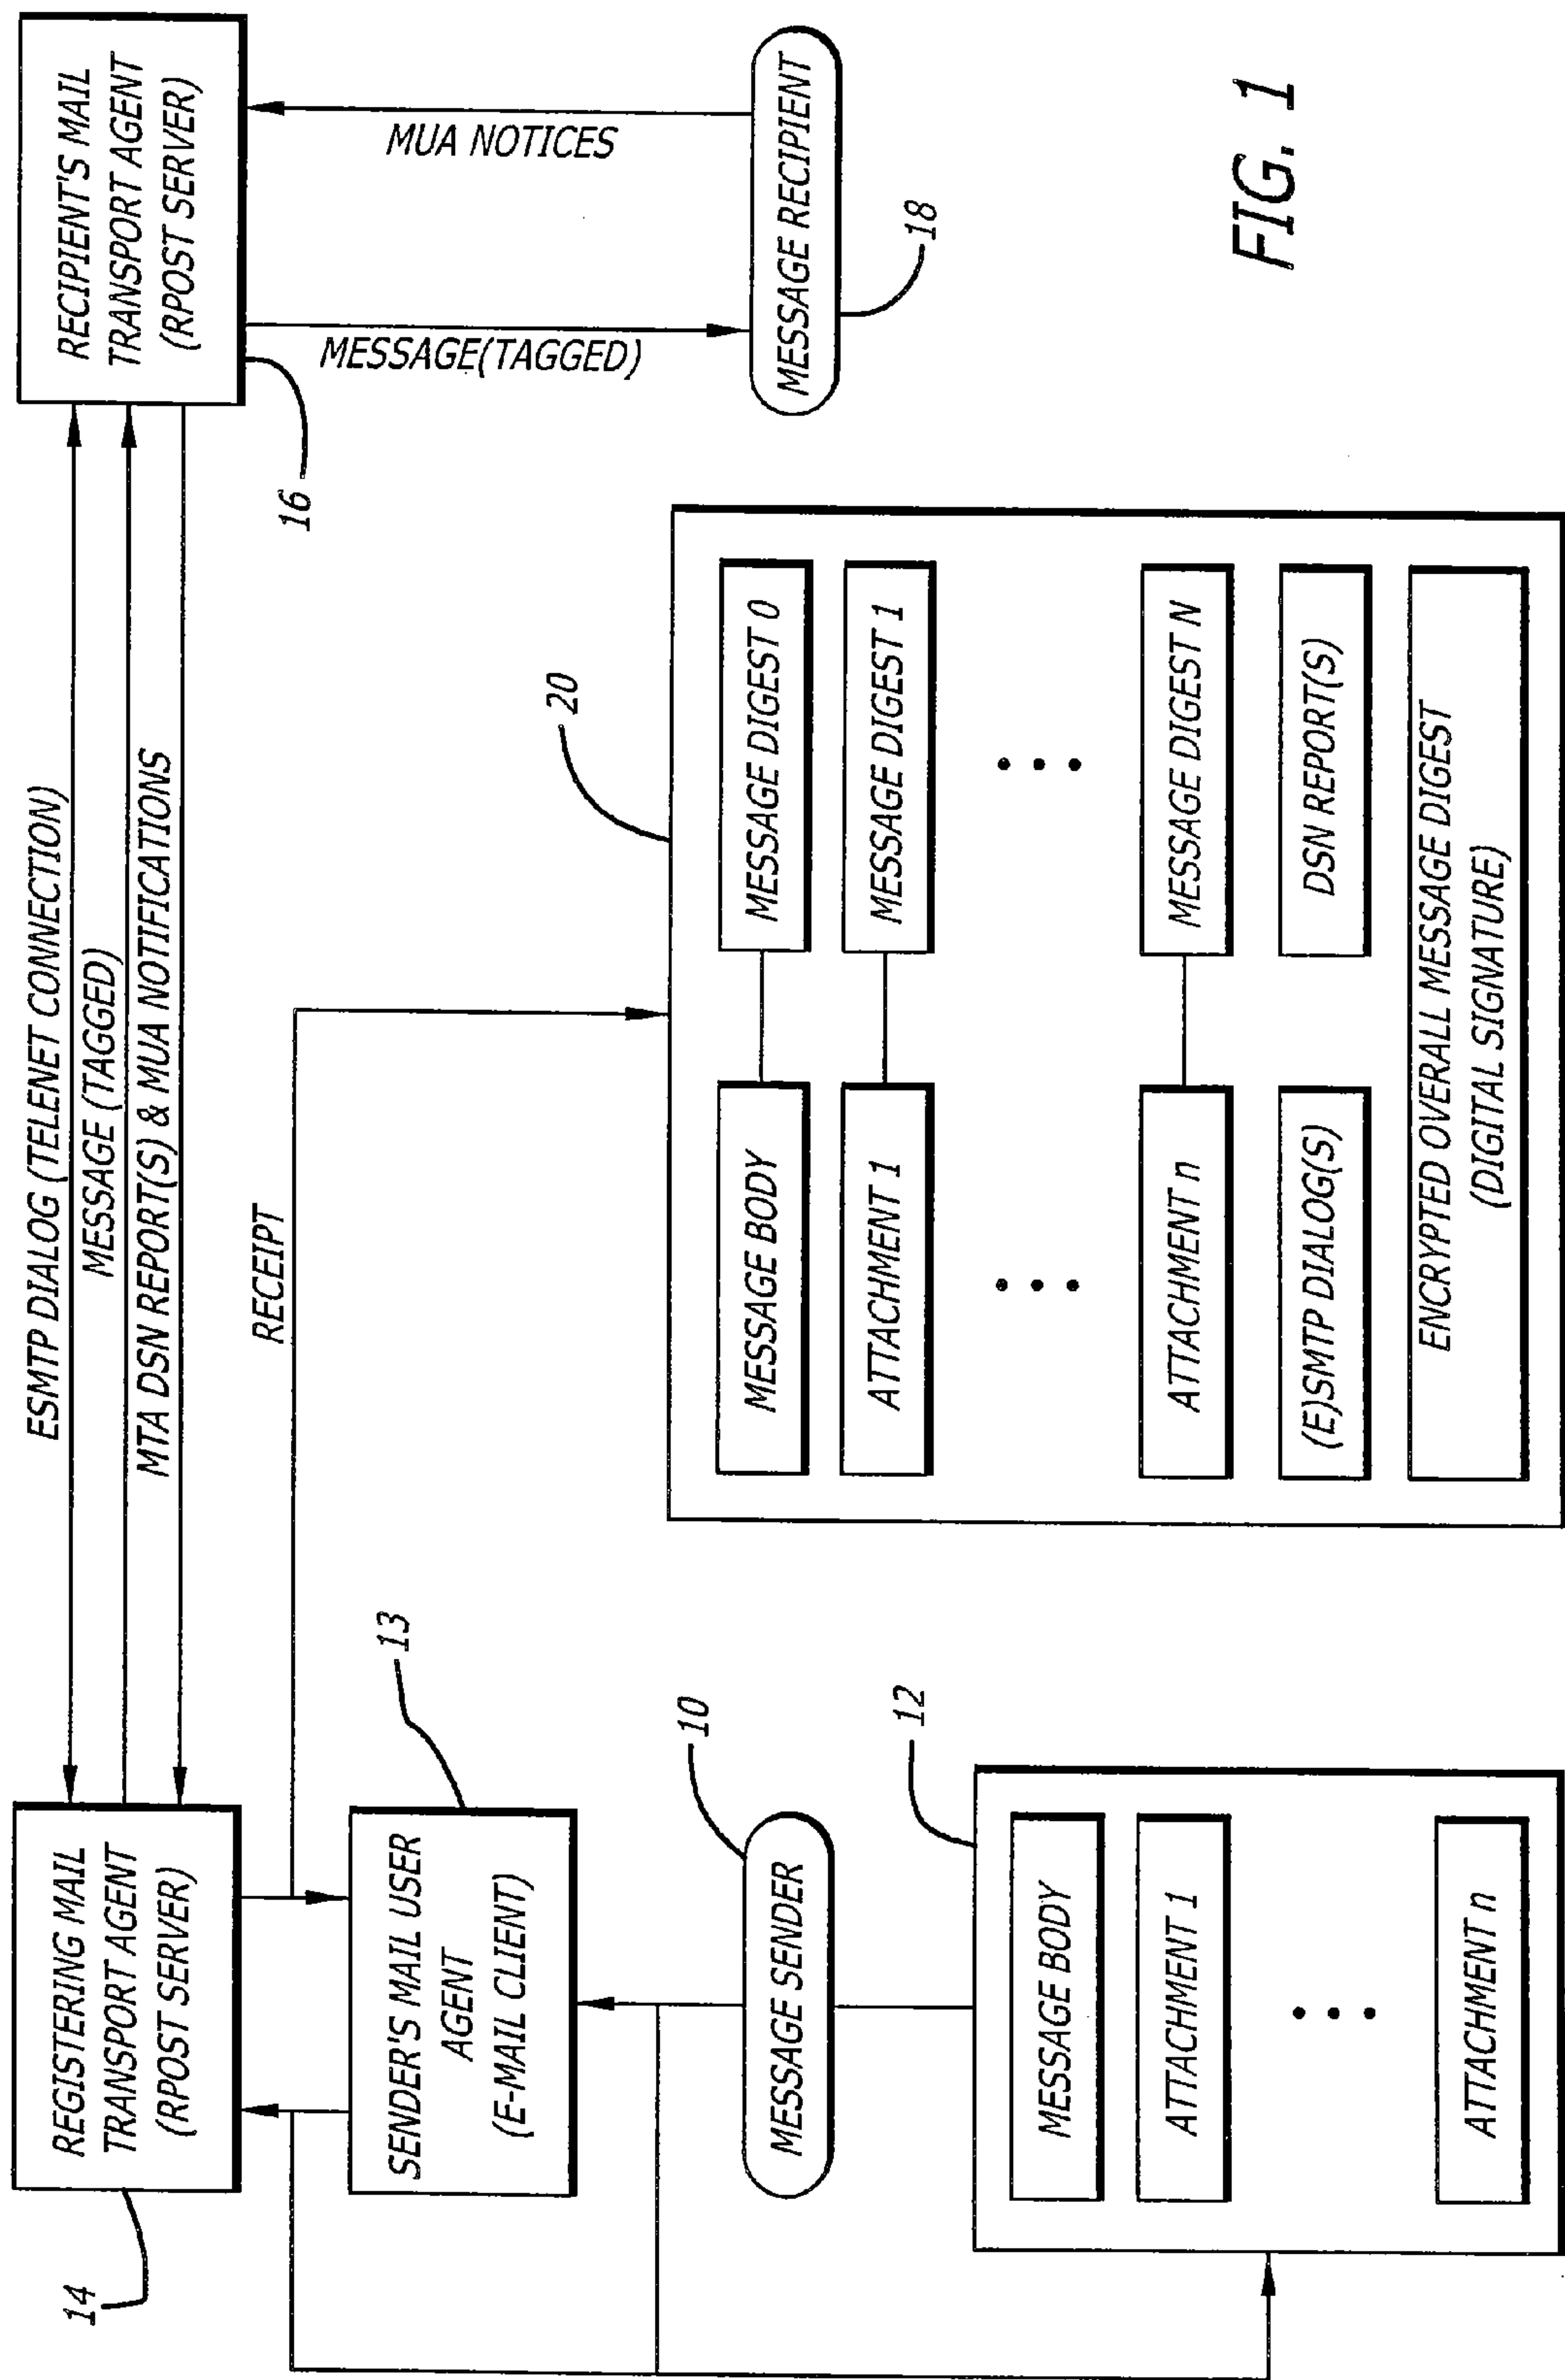 ESMTP DIALOG (TELENET CONNECTION)
MESSAGE (TAGGED)
MTA DSN REPORT(S) & MUA NOTIFICATIONS
14
REGISTERING MAIL
TRANSPORT AGENT
(RPOST SERVER)
RECIPIENT'S MAIL
TRANSPORT AGENT
(RPOST SERVER)
16
RECEIPT
SENDER'S MAIL USER
AGENT
(E-MAIL CLIENT)
13
MESSAGE(TAGGED)
MUA NOTICES
MESSAGE SENDER
10
MESSAGE RECIPIENT
18
12
MESSAGE BODY
ATTACHMENT 1
• • •
ATTACHMENT n
20
MESSAGE BODY
MESSAGE DIGEST 0
ATTACHMENT 1
MESSAGE DIGEST 1
• • •
• • •
ATTACHMENT n
MESSAGE DIGEST N
(E)SMTP DIALOG(S)
DSN REPORT(S)
ENCRYPTED OVERALL MESSAGE DIGEST
(DIGITAL SIGNATURE)
FIG. 1